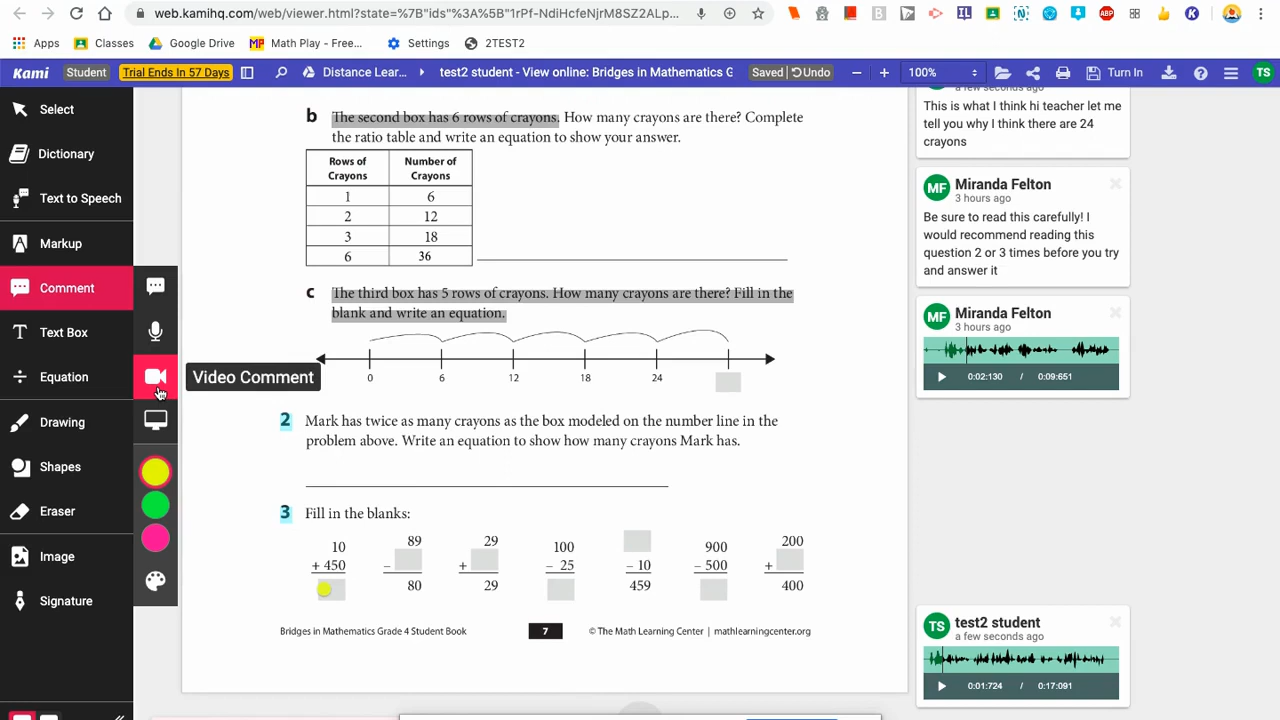 web.kamihq.com/web/viewer.html?state=%7B"ids"%3A%5B"1rPf-NdiHcfeNjrM8SZ2ALp...
Apps Classes Google Drive Math Play - Free... Settings 2TEST2
Kami Student Trial Ends In 57 Days Distance Lear... test2 student - View online: Bridges in Mathematics G Saved | Undo 100% Turn In TS
Select
Dictionary
Text to Speech
Markup
Comment
Text Box
Equation
Drawing
Shapes
Eraser
Image
Signature
Video Comment
b The second box has 6 rows of crayons. How many crayons are there? Complete
the ratio table and write an equation to show your answer.
Rows of Crayons Number of Crayons
1 6
2 12
3 18
6 36
c The third box has 5 rows of crayons. How many crayons are there? Fill in the
blank and write an equation.
0 6 12 18 24
2 Mark has twice as many crayons as the box modeled on the number line in the
problem above. Write an equation to show how many crayons Mark has.
3 Fill in the blanks:
10 89 29 100 900 200
+ 450 – + – 25 – 10 – 500 +
80 29 459 400
Bridges in Mathematics Grade 4 Student Book 7 © The Math Learning Center | mathlearningcenter.org
a few seconds ago
This is what I think hi teacher let me
tell you why I think there are 24
crayons
MF Miranda Felton
3 hours ago
Be sure to read this carefully! I
would recommend reading this
question 2 or 3 times before you try
and answer it
MF Miranda Felton
3 hours ago
0:02:130 / 0:09:651
TS test2 student
a few seconds ago
0:01:724 / 0:17:091